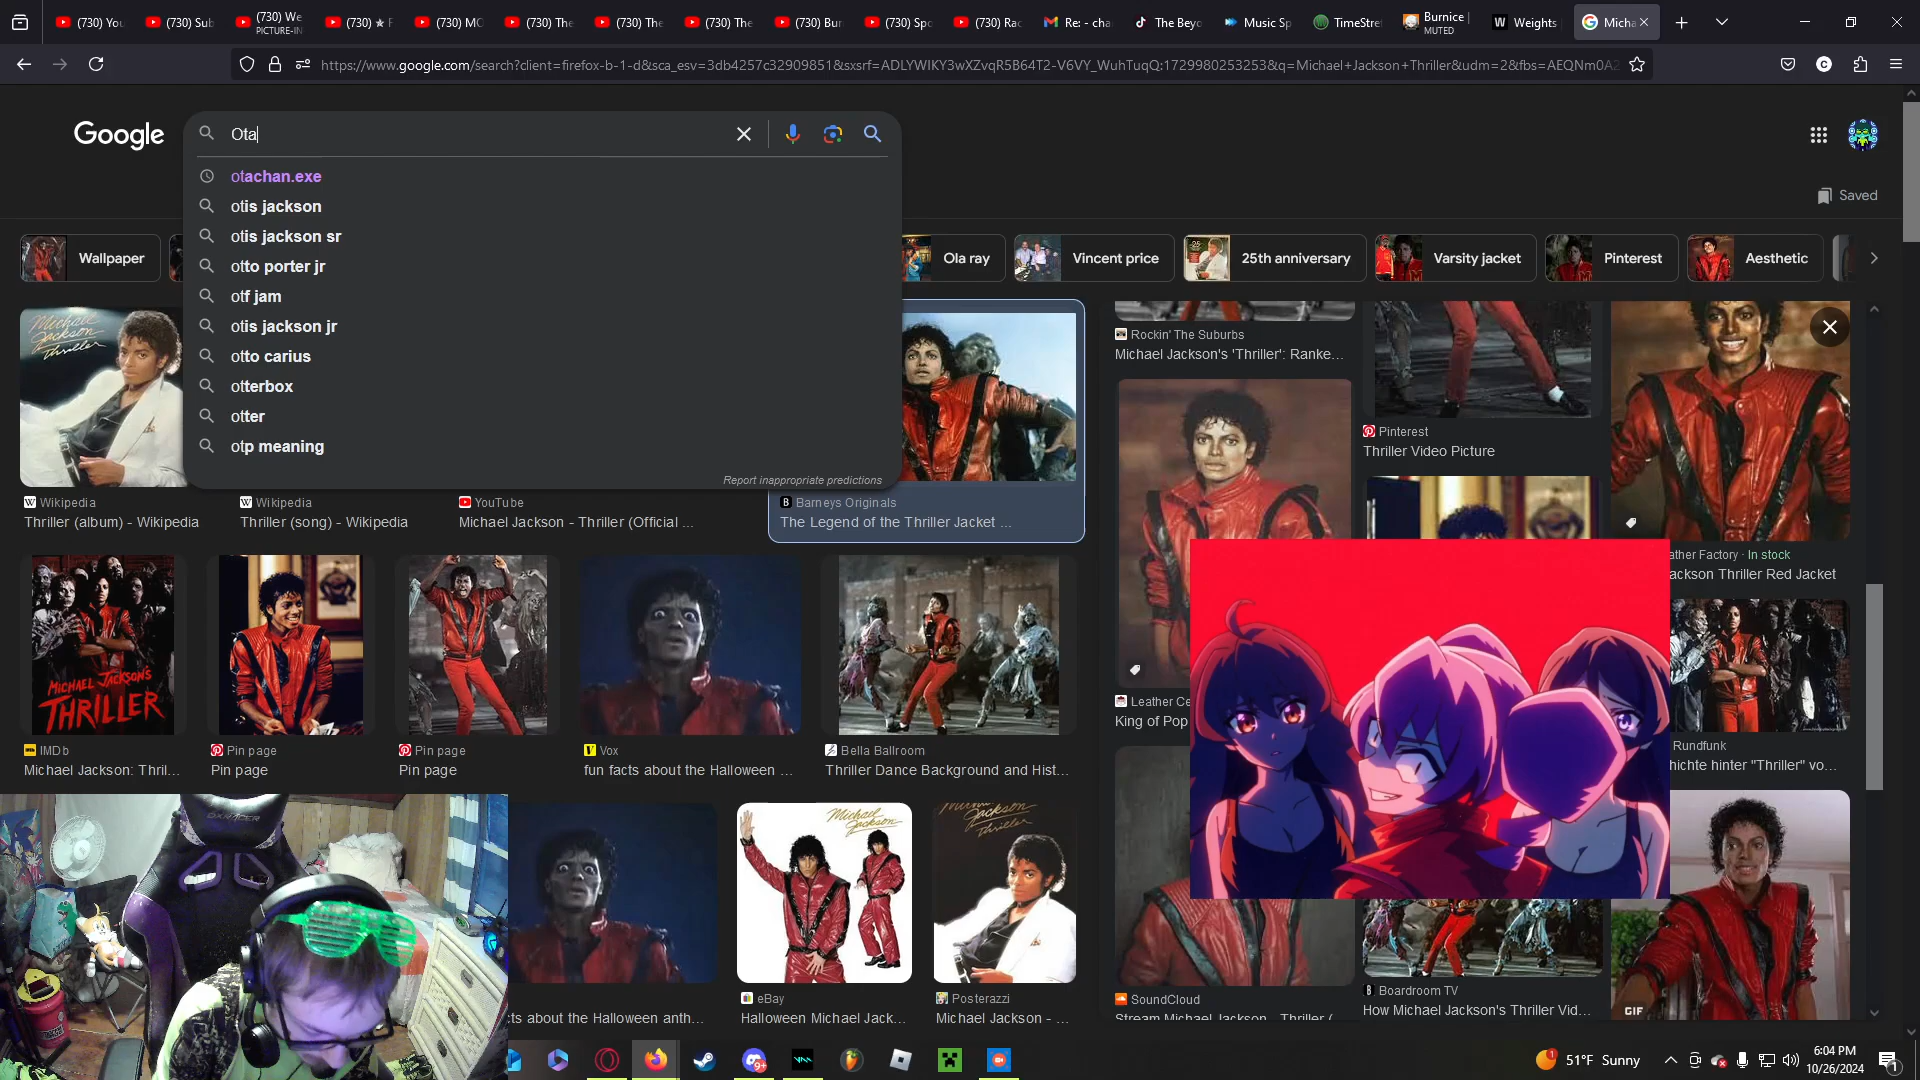 (730) You
(730) Sub
(730) We
PICTURE-IN
(730) ★ F
(730) MO
(730) The
(730) The
(730) The
(730) Bur
(730) Spo
(730) Rac
Re: - cha
The Beyo
Music Sp
TimeStret
Burnice |
MUTED
Weights
Micha
https://www.google.com/search?client=firefox-b-1-d&sca_esv=3db4257c32909851&sxsrf=ADLYWIKY3wXZvqR5B64T2-V6VY_WuhTuqQ:1729980253253&q=Michael+Jackson+Thriller&udm=2&fbs=AEQNm0A2
Google
Ota
otachan.exe
otis jackson
otis jackson sr
otto porter jr
otf jam
otis jackson jr
otto carius
otterbox
otter
otp meaning
Report inappropriate predictions
Saved
Wallpaper
Ola ray
Vincent price
25th anniversary
Varsity jacket
Pinterest
Aesthetic
Wikipedia
Thriller (album) - Wikipedia
Wikipedia
Thriller (song) - Wikipedia
YouTube
Michael Jackson - Thriller (Official ...
Barneys Originals
The Legend of the Thriller Jacket ...
Rockin' The Suburbs
Michael Jackson's 'Thriller': Ranke...
Pinterest
Thriller Video Picture
ather Factory · In stock
ackson Thriller Red Jacket
MICHAEL JACKSON'S
THRILLER
IMDb
Michael Jackson: Thril...
Pin page
Pin page
Pin page
Pin page
Vox
fun facts about the Halloween ...
Bella Ballroom
Thriller Dance Background and Hist...
Leather Ce
King of Pop
Rundfunk
hichte hinter "Thriller" vo...
Michael Jackson
Thriller
cts about the Halloween anth...
eBay
Halloween Michael Jack...
Posterazzi
Michael Jackson - ...
SoundCloud
Stream Michael Jackson - Thriller (
Boardroom TV
How Michael Jackson's Thriller Vid...
GIF
51°F Sunny
6:04 PM
10/26/2024